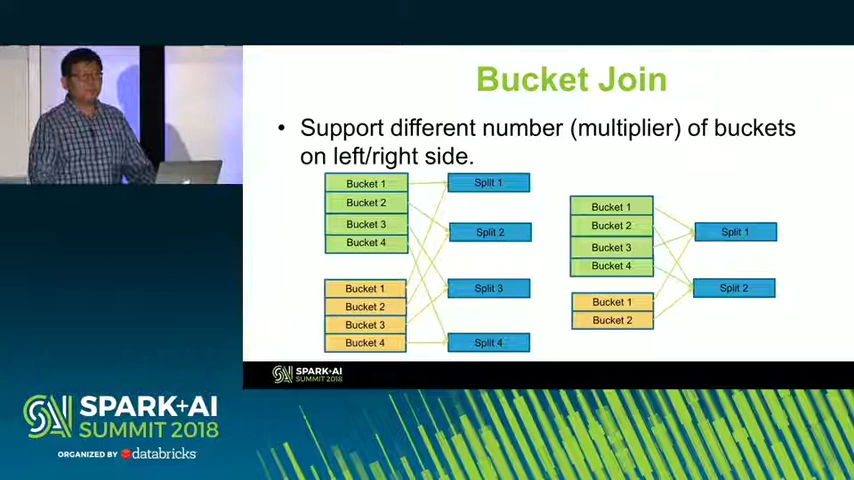 Bucket Join
• Support different number (multiplier) of buckets
on left/right side.
Bucket 1
Bucket 2
Bucket 3
Bucket 4
Bucket 1
Bucket 2
Bucket 3
Bucket 4
Split 1
Split 2
Split 3
Split 4
Bucket 1
Bucket 2
Bucket 3
Bucket 4
Bucket 1
Bucket 2
Split 1
Split 2
SPARK+AI
SUMMIT 2018
SPARK+AI
SUMMIT 2018
ORGANIZED BY databricks